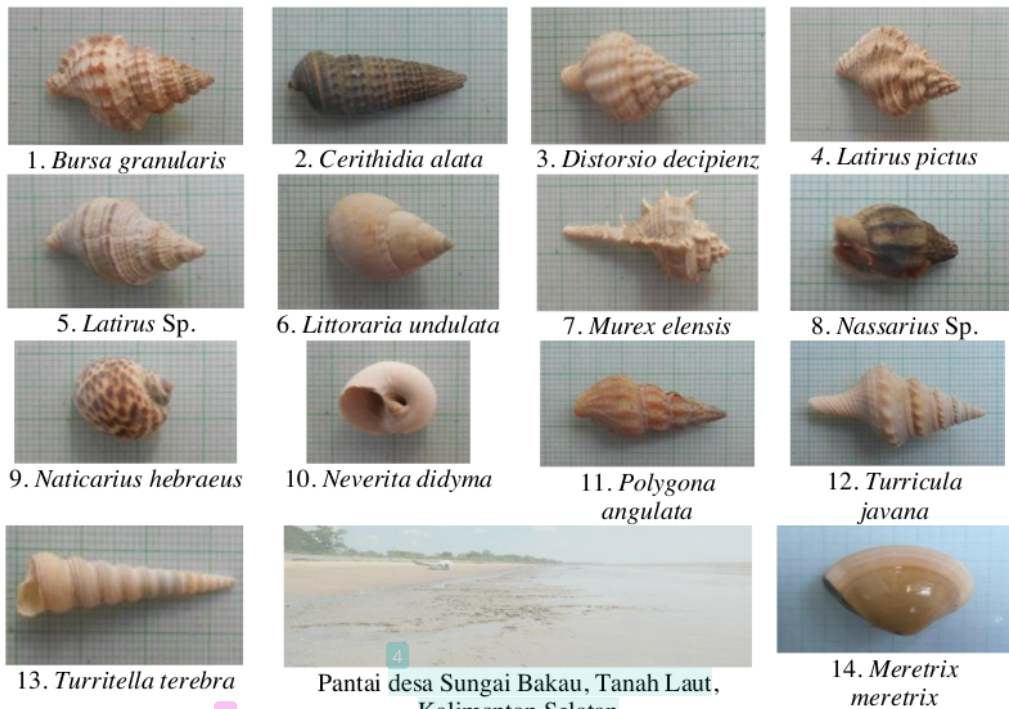 1. Bursa granularis
2. Cerithidia alata
3. Distorsio decipienz
4. Latirus pictus
5. Latirus Sp.
6. Littoraria undulata
7. Murex elensis
8. Nassarius Sp.
9. Naticarius hebraeus
10. Neverita didyma
11. Polygona
angulata
12. Turricula
javana
13. Turritella terebra
4
Pantai desa Sungai Bakau, Tanah Laut,
Kalimantan Selatan
14. Meretrix
meretrix